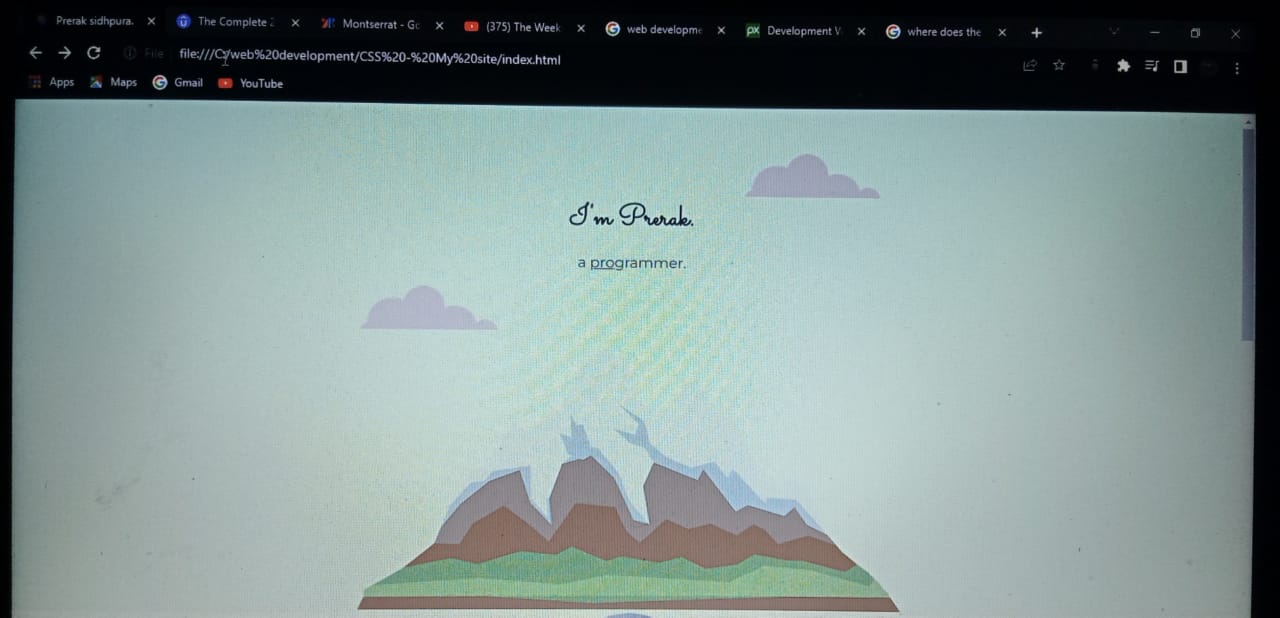 Prerak sidhpura.
The Complete 2
Montserrat - Go
(375) The Week
web developme
Development W
where does the
File
file:///C:/web%20development/CSS%20-%20My%20site/index.html
Apps
Maps
Gmail
YouTube
I'm Prerak.
a programmer.